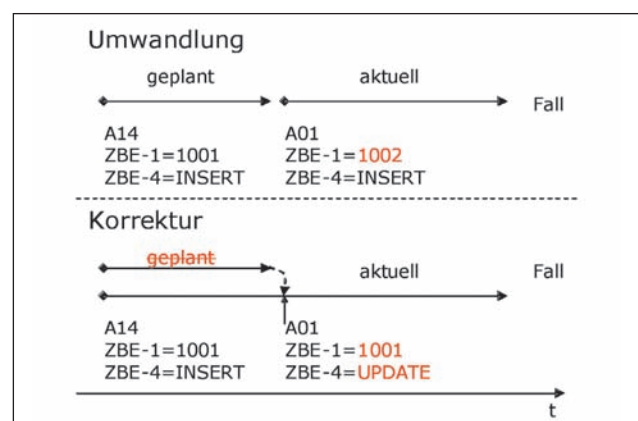 Umwandlung
geplant aktuell
Fall
A14 A01
ZBE-1=1001 ZBE-1=1002
ZBE-4=INSERT ZBE-4=INSERT
Korrektur
geplant
aktuell Fall
A14 A01
ZBE-1=1001 ZBE-1=1001
ZBE-4=INSERT ZBE-4=UPDATE
t